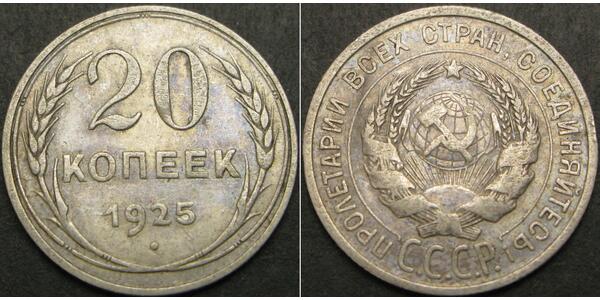 20
КОПЕЕК
1925
ПРОЛЕТАРИИ ВСЕХ СТРАН, СОЕДИНЯЙТЕСЬ!
С.С.С.Р.